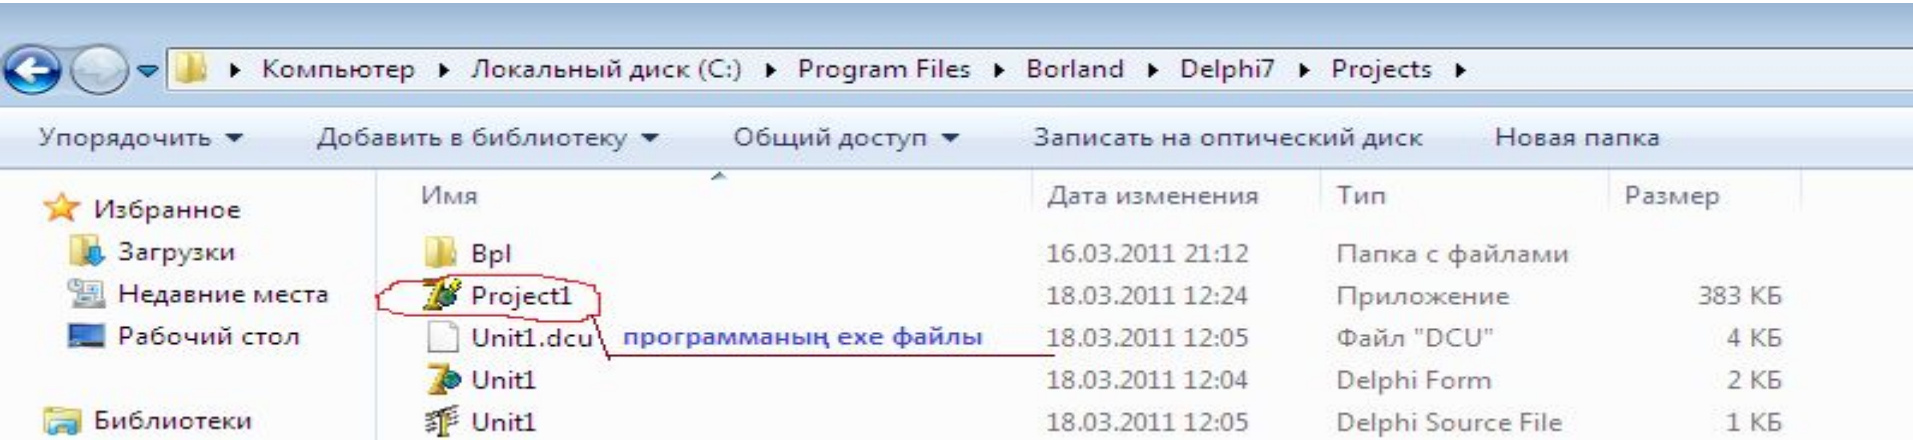 Компьютер Локальный диск (C:) Program Files Borland Delphi7 Projects
Упорядочить Добавить в библиотеку Общий доступ Записать на оптический диск Новая папка
Имя Дата изменения Тип Размер
Избранное
Загрузки
Недавние места
Рабочий стол
Библиотеки
Bpl 16.03.2011 21:12 Папка с файлами
Project1 18.03.2011 12:24 Приложение 383 КБ
Unit1.dcu программаның exe файлы 18.03.2011 12:05 Файл "DCU" 4 КБ
Unit1 18.03.2011 12:04 Delphi Form 2 КБ
Unit1 18.03.2011 12:05 Delphi Source File 1 КБ